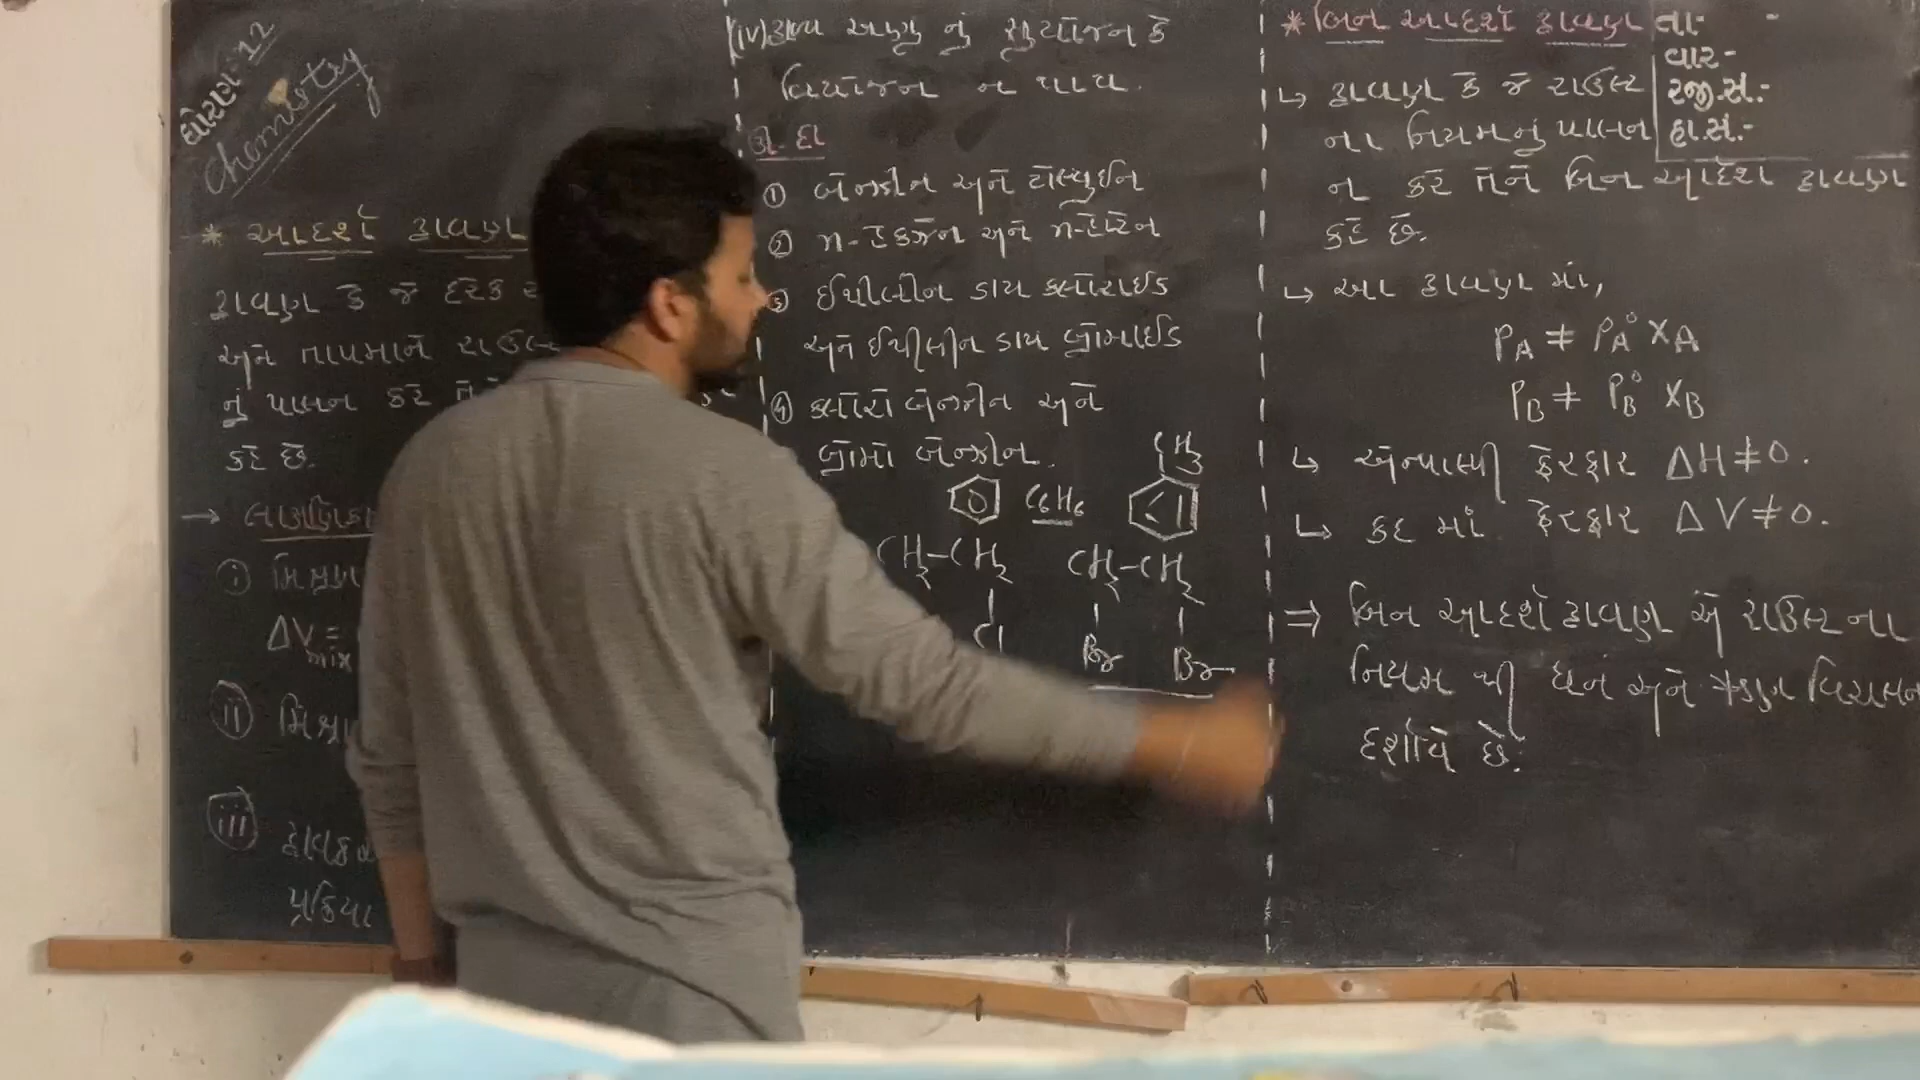 ધોરણ-12
Chemistry
* આદર્શ દ્રાવણ
દ્રાવણ કે જે દરેક
અને તાપમાને રાઉલ્ટ
નું પાલન કરે તેને
કહે છે.
→ લાક્ષણિકતા
i મિશ્રણ
ΔVmix =
ii મિશ્ર
iii દ્રાવક
પ્રક્રિયા
(iv) દ્રાવ્ય અણુ નું સુયોજન કે
વિયોજન ન થાય.
ઊ.દા
① બેન્ઝીન અને ટોલ્યુઈન
② n-હેક્ઝેન અને n-હેપ્ટેન
③ ઈથીલીન ડાય ક્લોરાઈડ
અને ઈથીલીન ડાય બ્રોમાઈડ
④ ક્લોરો બેન્ઝીન અને
બ્રોમો બેન્ઝીન.
CH3
C6H6
CH2-CH2 CH2-CH2
Cl Br Br
* બિન આદર્શ દ્રાવણ
તા- -
વાર-
રજી.સં.-
હા.સં.-
↳ દ્રાવણ કે જે રાઉલ્ટ
ના નિયમનું પાલન
ન કરે તેને બિન આદર્શ દ્રાવણ
કહે છે.
↳ આ દ્રાવણ માં,
PA ≠ PA° XA
PB ≠ PB° XB
↳ એન્થાલ્પી ફેરફાર ΔH≠0.
↳ કદ માં ફેરફાર ΔV≠0.
⇒ બિન આદર્શ દ્રાવણ એ રાઉલ્ટ ના
નિયમ થી ધન અને ઋણ વિચલન
દર્શાવે છે.